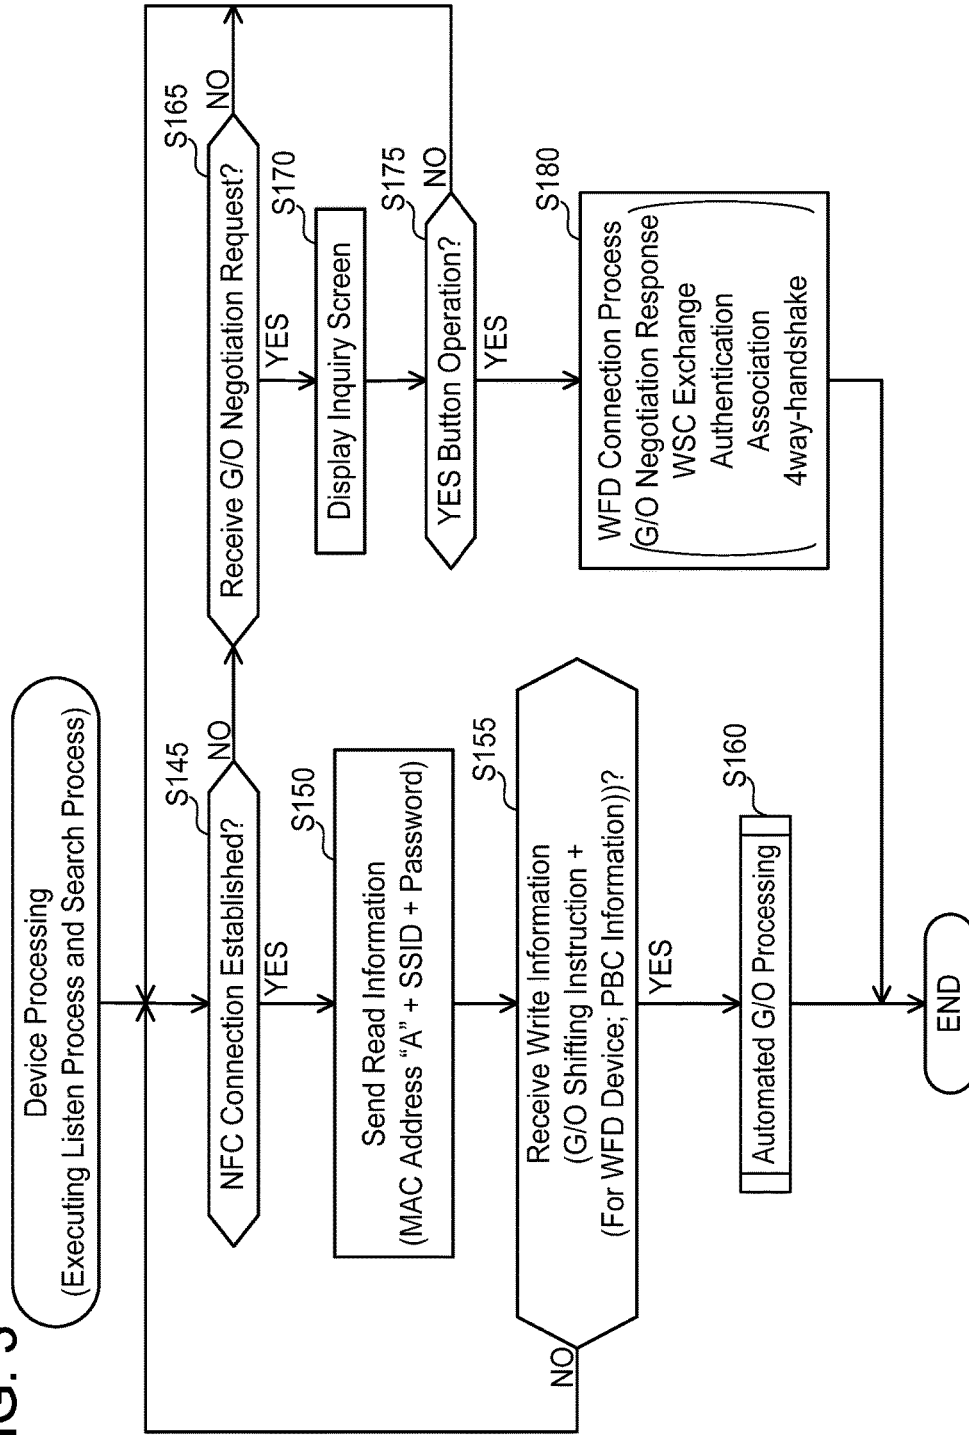 Device Processing
(Executing Listen Process and Search Process)
S145
NFC Connection Established?
NO
YES
S150
Send Read Information
(MAC Address “A” + SSID + Password)
S155
Receive Write Information
(G/O Shifting Instruction +
(For WFD Device; PBC Information))?
NO
YES
S160
Automated G/O Processing
END
S165
Receive G/O Negotiation Request?
NO
YES
S170
Display Inquiry Screen
S175
YES Button Operation?
NO
YES
S180
WFD Connection Process
G/O Negotiation Response
WSC Exchange
Authentication
Association
4way-handshake